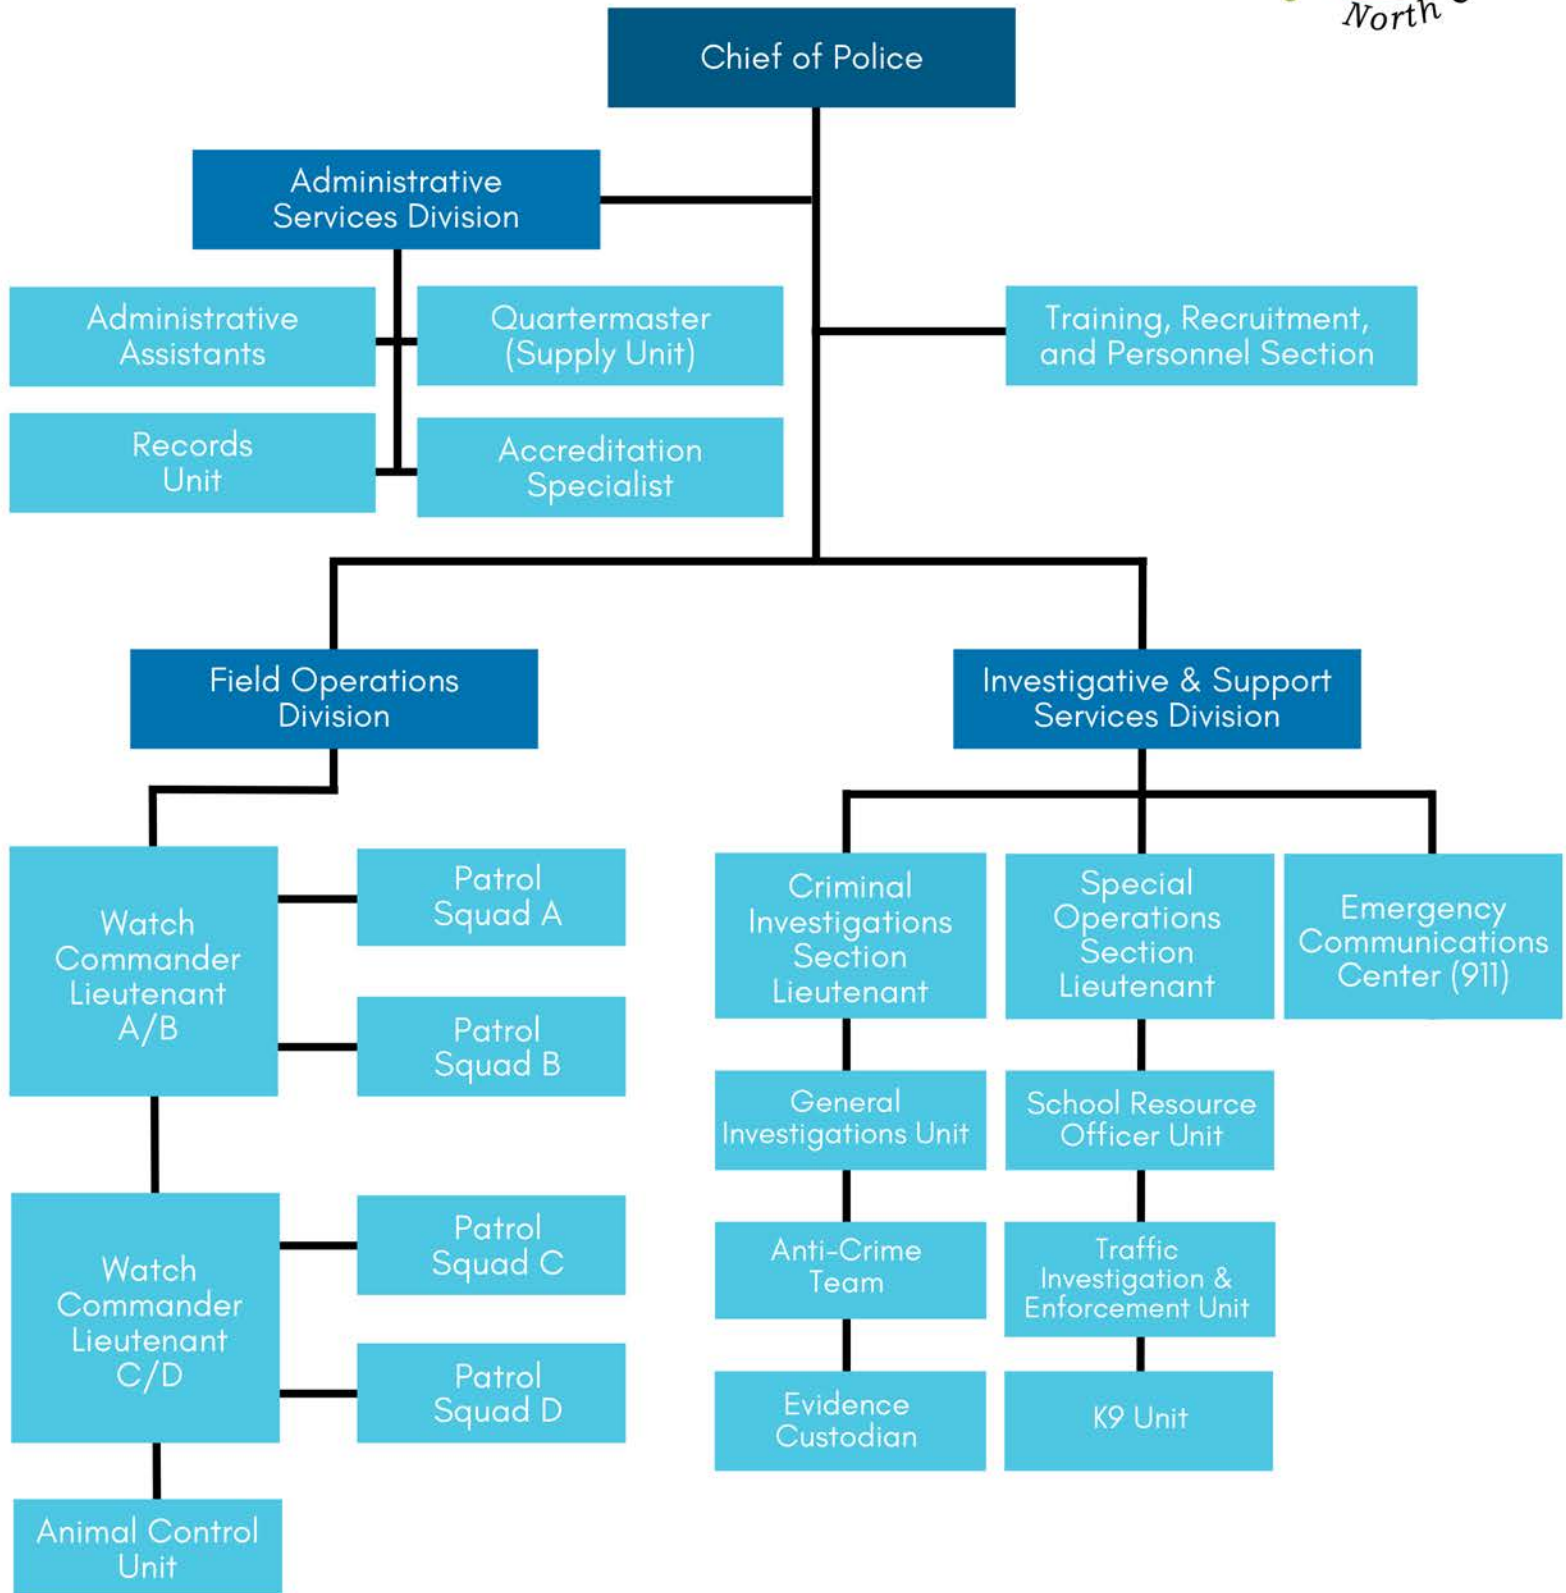 North
Chief of Police
Administrative
Services Division
Administrative
Assistants
Quartermaster
(Supply Unit)
Training, Recruitment,
and Personnel Section
Records
Unit
Accreditation
Specialist
Field Operations
Division
Investigative & Support
Services Division
Watch
Commander
Lieutenant
A/B
Patrol
Squad A
Patrol
Squad B
Watch
Commander
Lieutenant
C/D
Patrol
Squad C
Patrol
Squad D
Animal Control
Unit
Criminal
Investigations
Section
Lieutenant
General
Investigations Unit
Anti-Crime
Team
Evidence
Custodian
Special
Operations
Section
Lieutenant
School Resource
Officer Unit
Traffic
Investigation &
Enforcement Unit
K9 Unit
Emergency
Communications
Center (911)